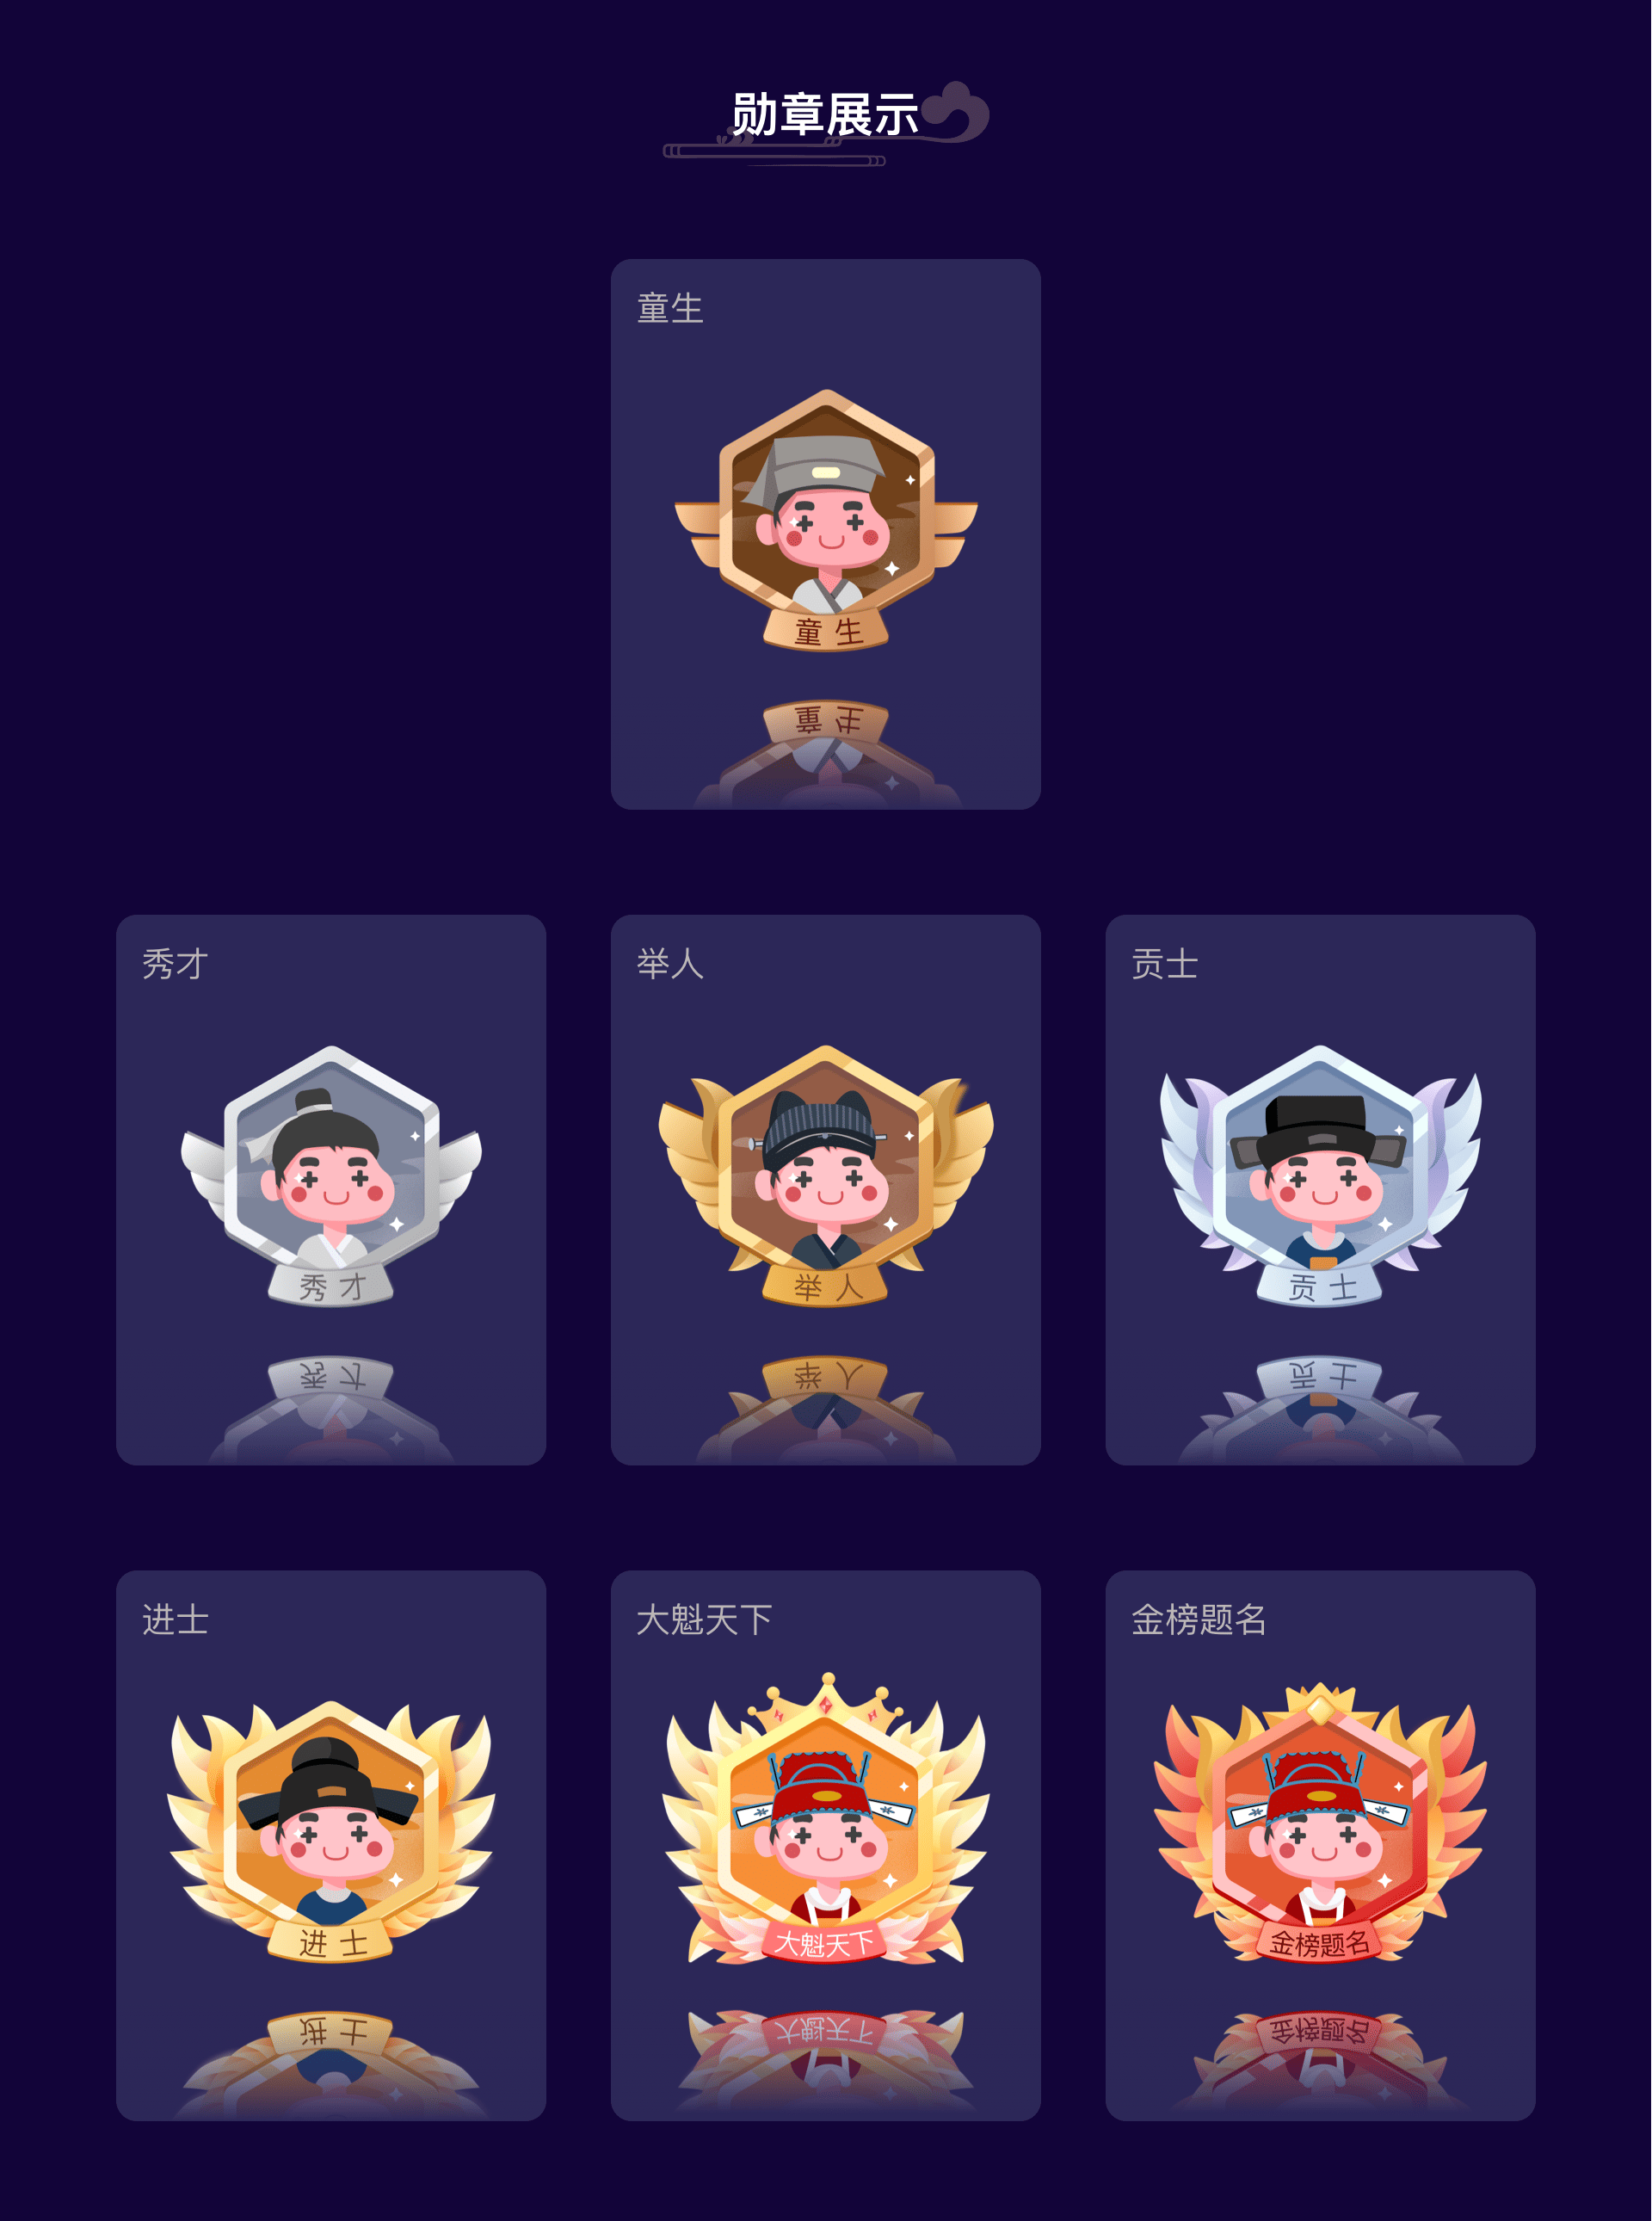 勋章展示
童生
童生
秀才
举人
贡士
秀才
举人
贡士
进士
大魁天下
金榜题名
进士
大魁天下
金榜题名